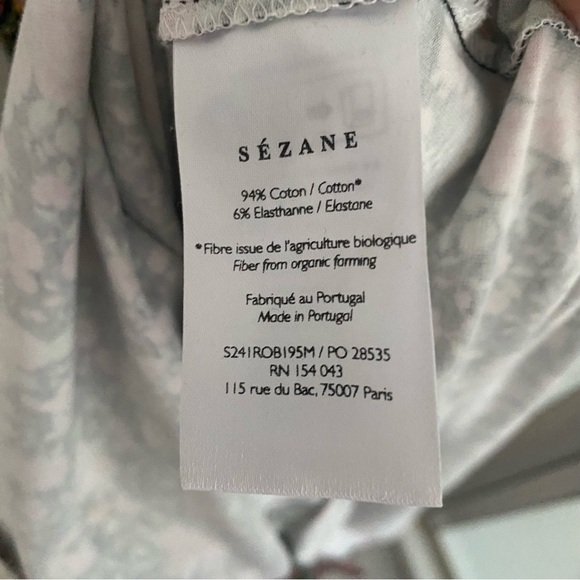 SÉZANE
94% Coton / Cotton*
6% Elasthanne / Elastane
*Fibre issue de l'agriculture biologique
Fiber from organic farming
Fabriqué au Portugal
Made in Portugal
S241ROB195M / PO 28535
RN 154 043
115 rue du Bac, 75007 Paris